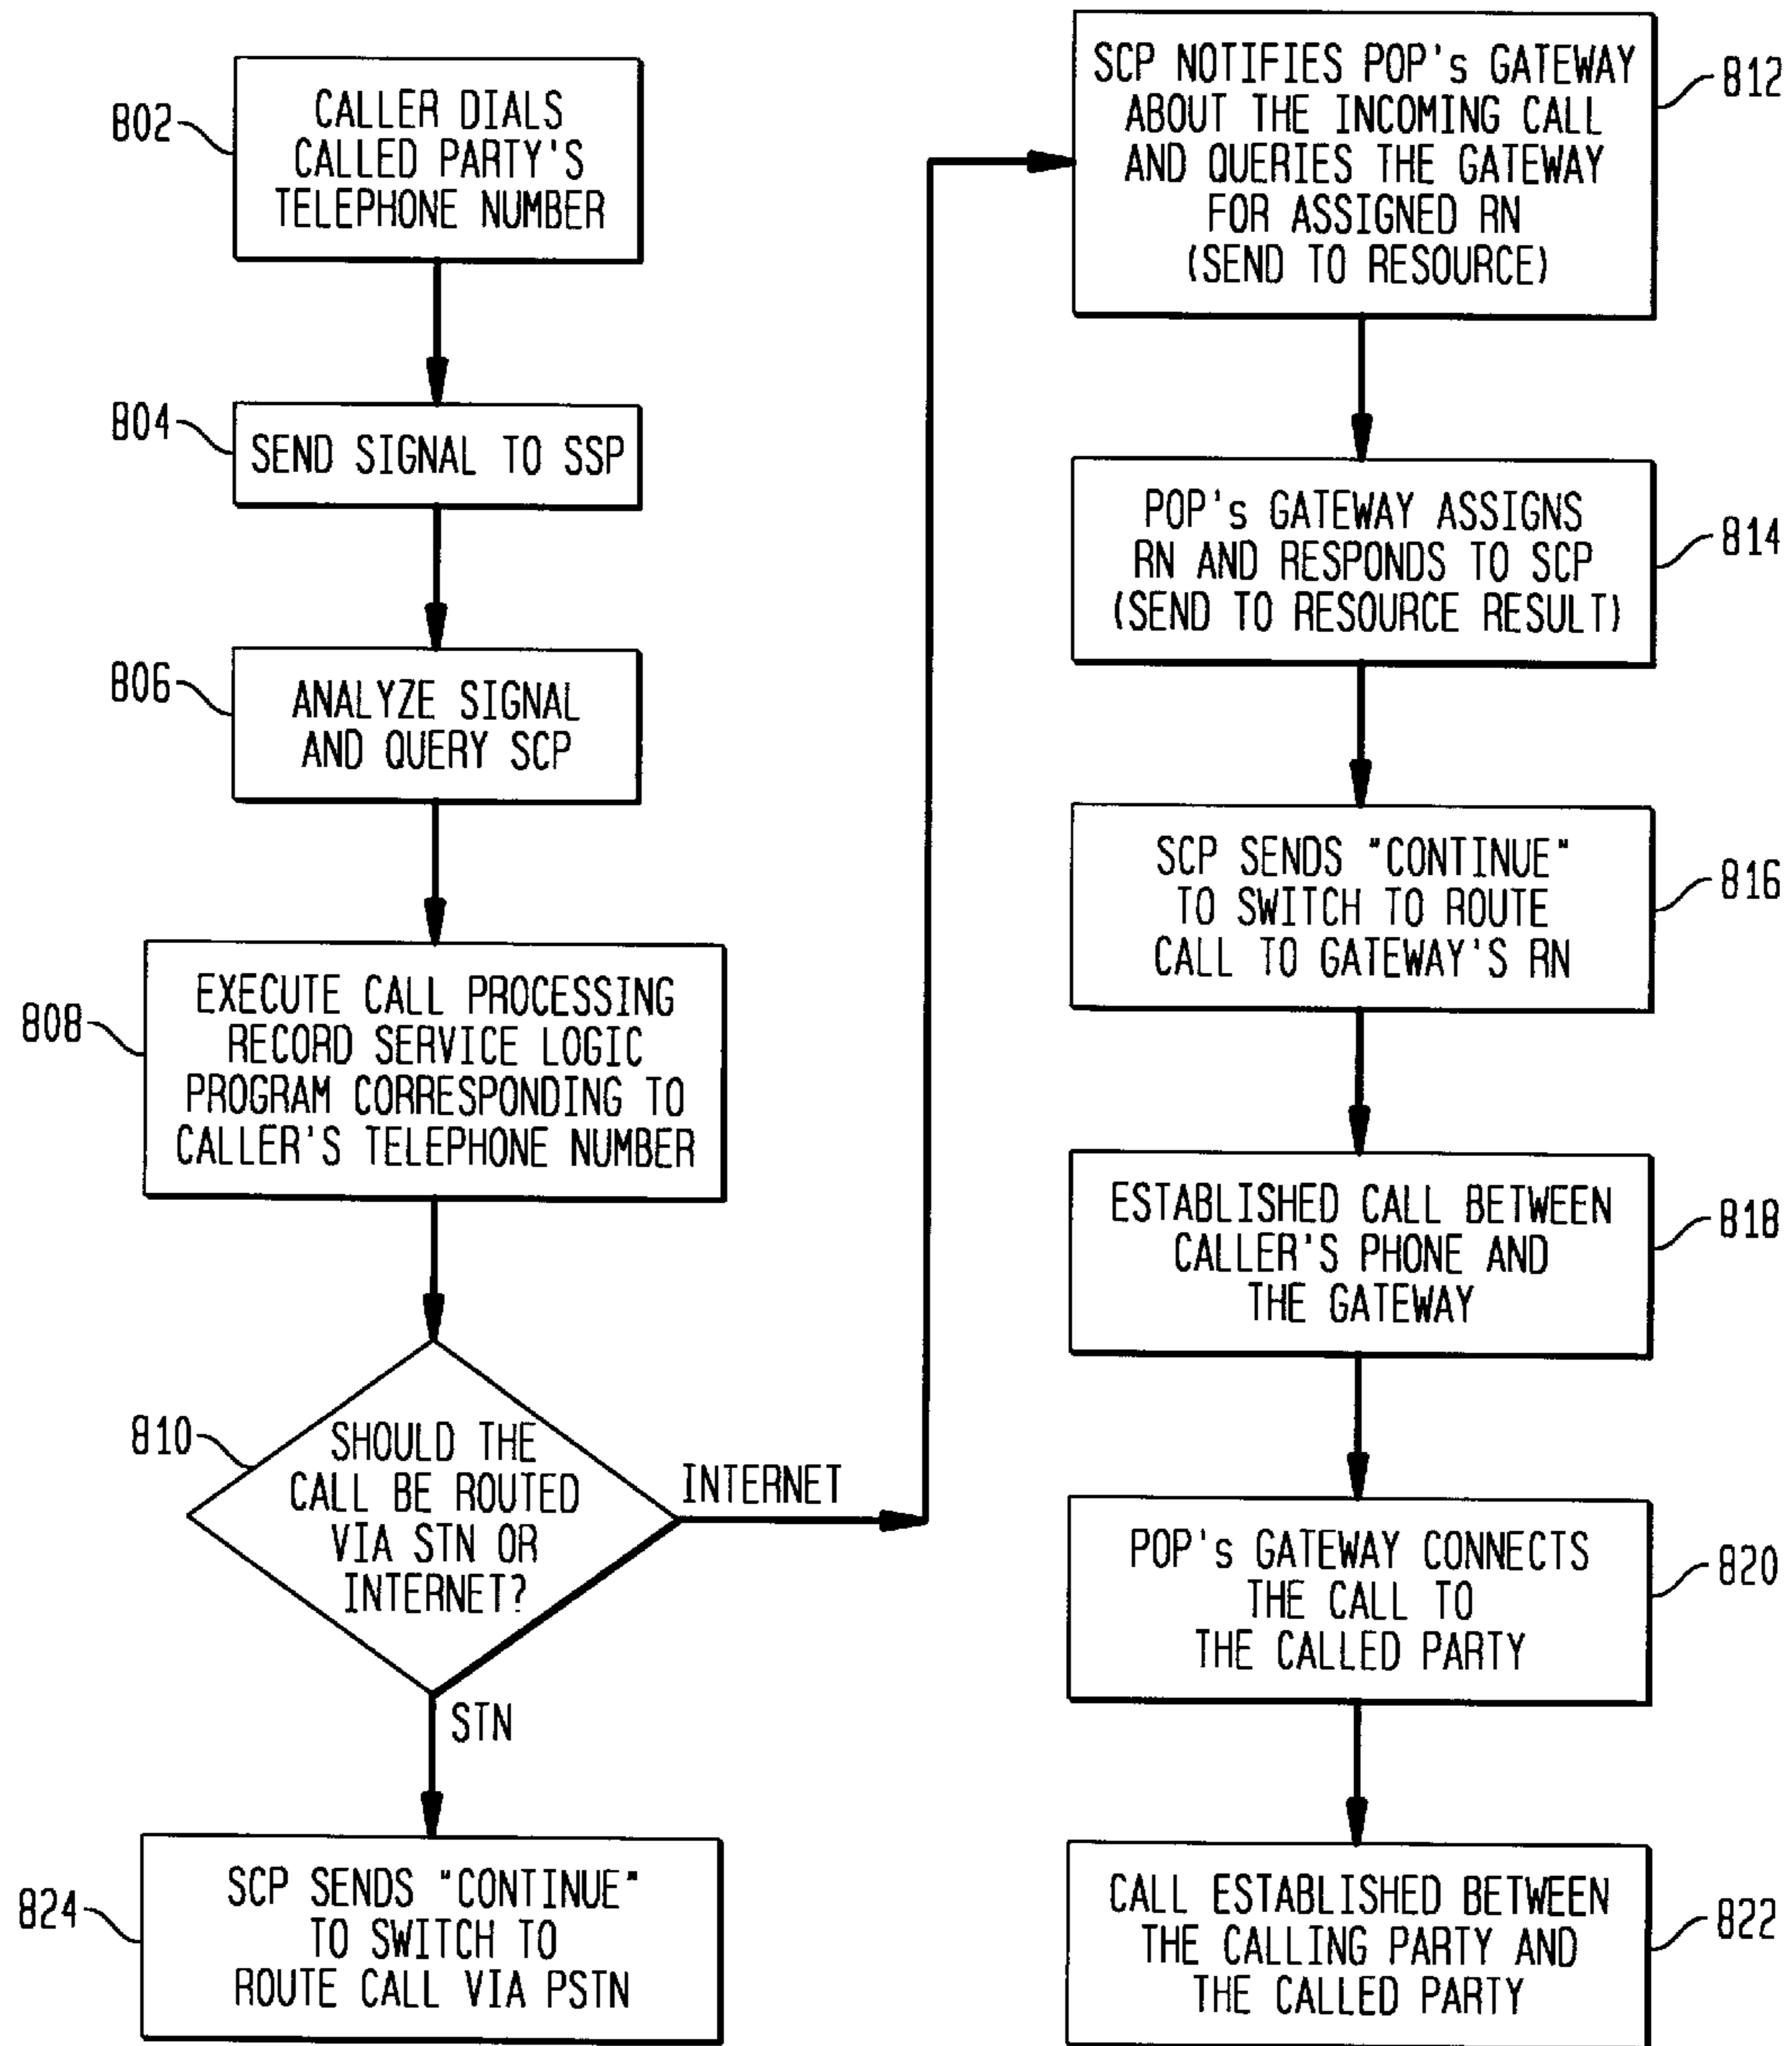 802
CALLER DIALS
CALLED PARTY'S
TELEPHONE NUMBER
804
SEND SIGNAL TO SSP
806
ANALYZE SIGNAL
AND QUERY SCP
808
EXECUTE CALL PROCESSING
RECORD SERVICE LOGIC
PROGRAM CORRESPONDING TO
CALLER'S TELEPHONE NUMBER
810
SHOULD THE
CALL BE ROUTED
VIA STN OR
INTERNET?
INTERNET
STN
824
SCP SENDS "CONTINUE"
TO SWITCH TO
ROUTE CALL VIA PSTN
SCP NOTIFIES POP's GATEWAY
ABOUT THE INCOMING CALL
AND QUERIES THE GATEWAY
FOR ASSIGNED RN
(SEND TO RESOURCE)
812
POP's GATEWAY ASSIGNS
RN AND RESPONDS TO SCP
(SEND TO RESOURCE RESULT)
814
SCP SENDS "CONTINUE"
TO SWITCH TO ROUTE
CALL TO GATEWAY'S RN
816
ESTABLISHED CALL BETWEEN
CALLER'S PHONE AND
THE GATEWAY
818
POP's GATEWAY CONNECTS
THE CALL TO
THE CALLED PARTY
820
CALL ESTABLISHED BETWEEN
THE CALLING PARTY AND
THE CALLED PARTY
822